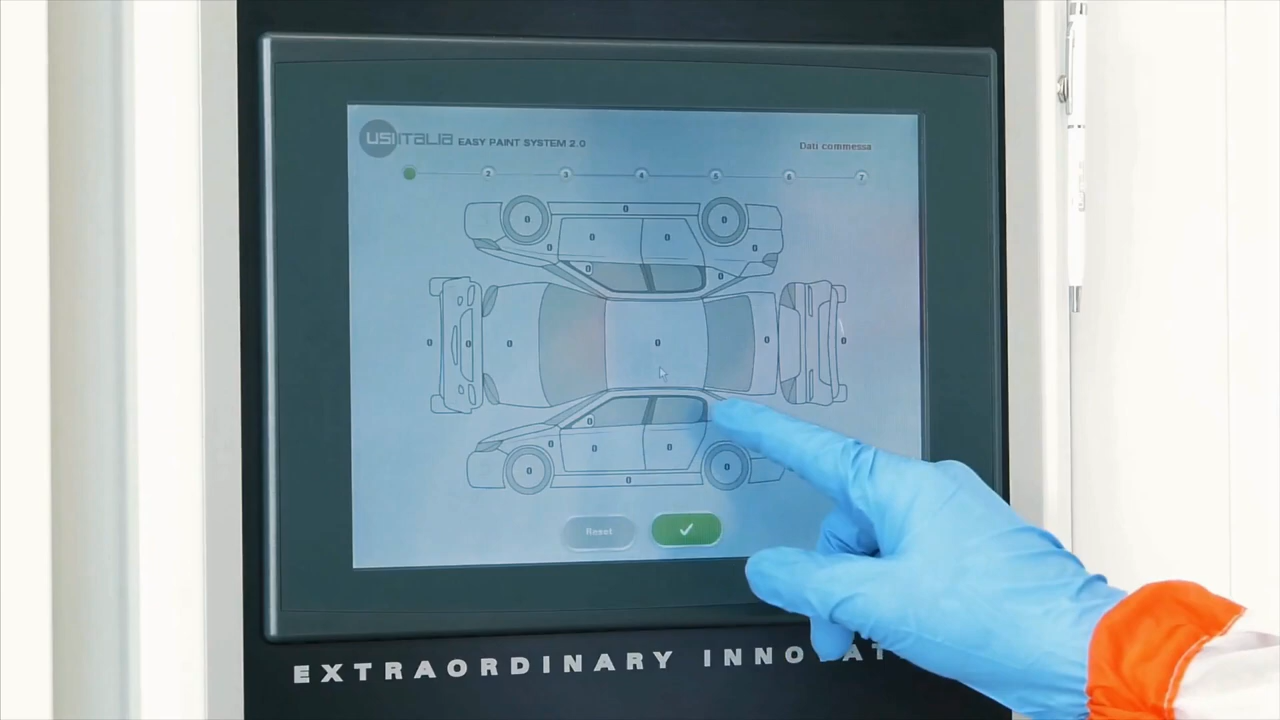 USI ITALIA EASY PAINT SYSTEM 2.0
Dati commessa
2 3 4 5 6 7
0
0 0
0 0
0 0
0 0
0 0 0 0 0 0
0
0 0 0
0 0
0
Reset
EXTRAORDINARY